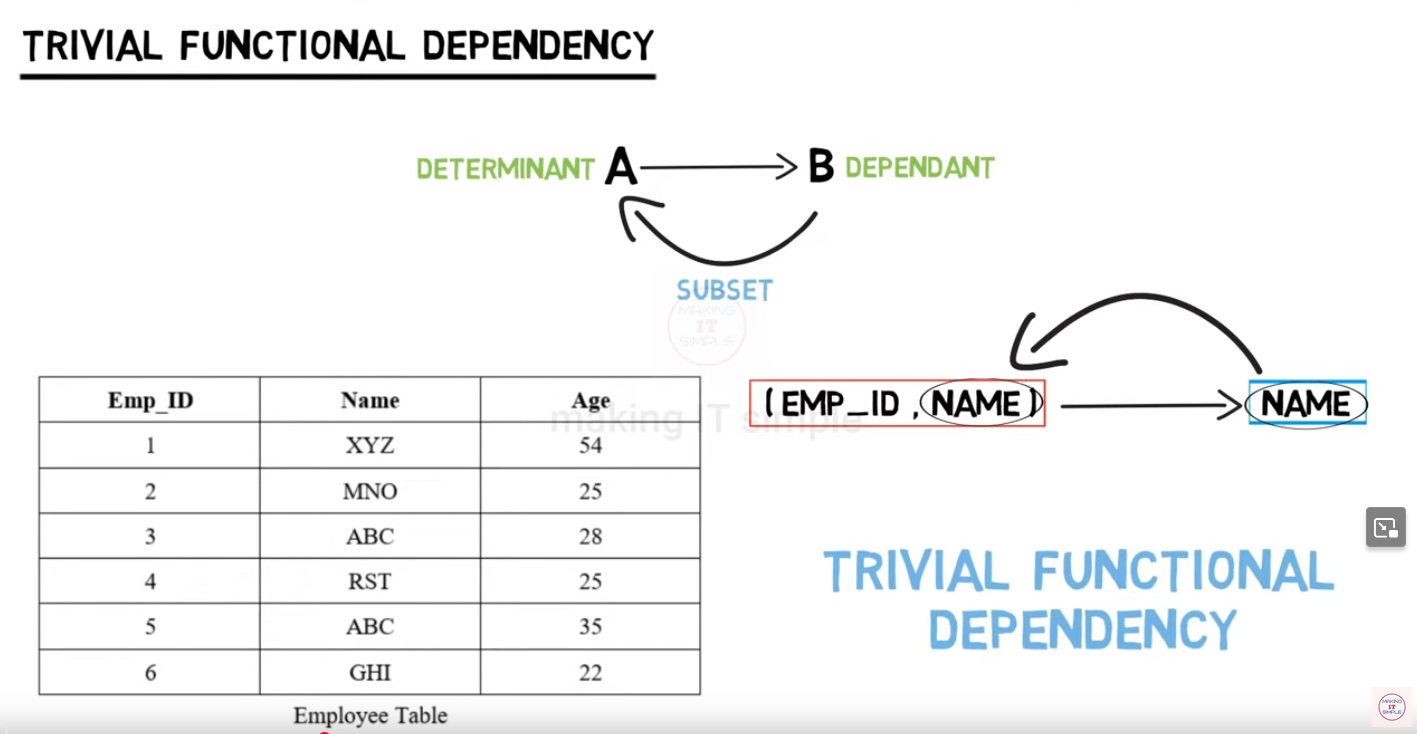 TRIVIAL FUNCTIONAL DEPENDENCY
DETERMINANT A B DEPENDANT
SUBSET
MAKING
IT
SIMPLE
(EMP_ID, NAME) NAME
making IT simple
Emp_ID Name Age
1 XYZ 54
2 MNO 25
3 ABC 28
4 RST 25
5 ABC 35
6 GHI 22
Employee Table
TRIVIAL FUNCTIONAL
DEPENDENCY
MAKING
IT
SIMPLE